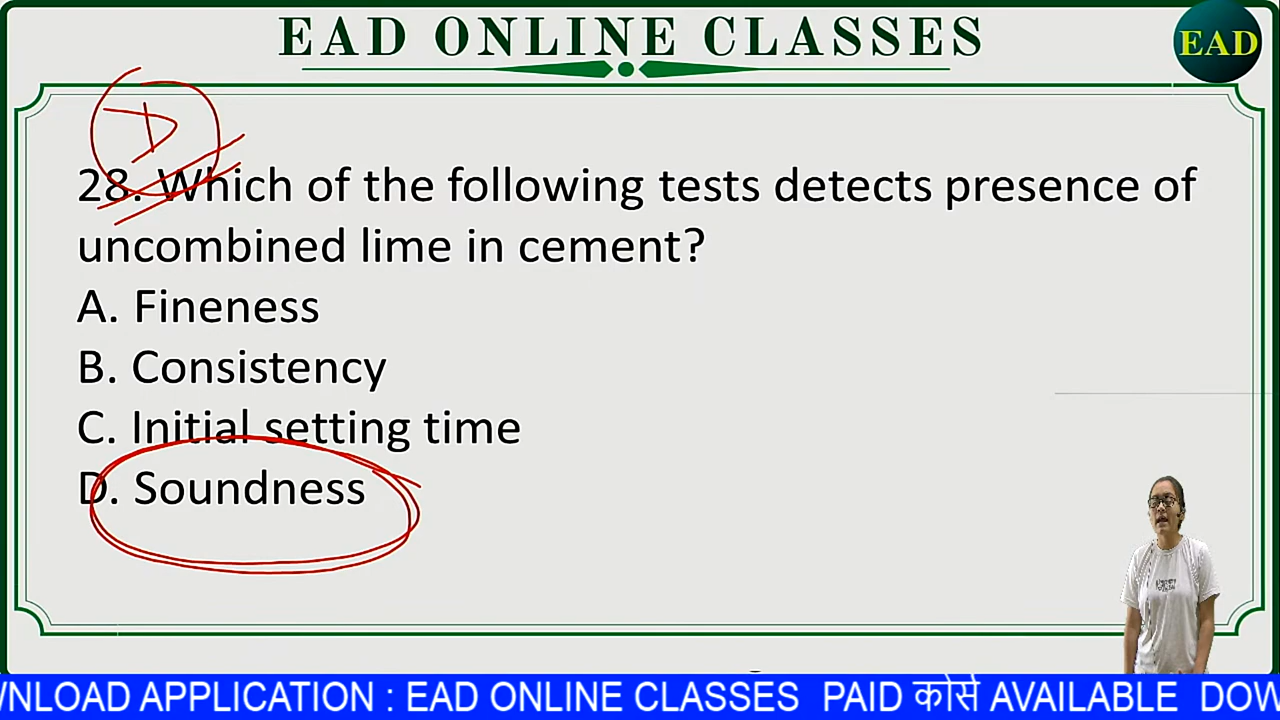 EAD ONLINE CLASSES
EAD
D
28. Which of the following tests detects presence of
uncombined lime in cement?
A. Fineness
B. Consistency
C. Initial setting time
D. Soundness
WNLOAD APPLICATION : EAD ONLINE CLASSES PAID कोर्स AVAILABLE DOW